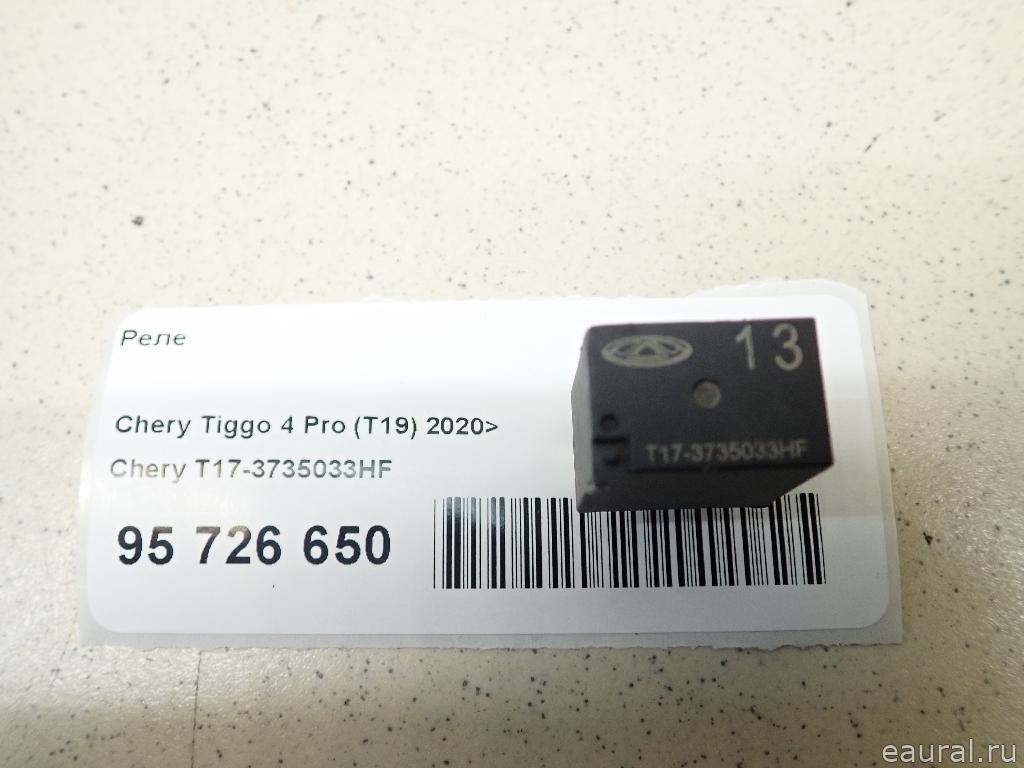 Реле
13
Chery Tiggo 4 Pro (T19) 2020>
T17-3735033HF
Chery T17-3735033HF
95 726 650
eaural.ru